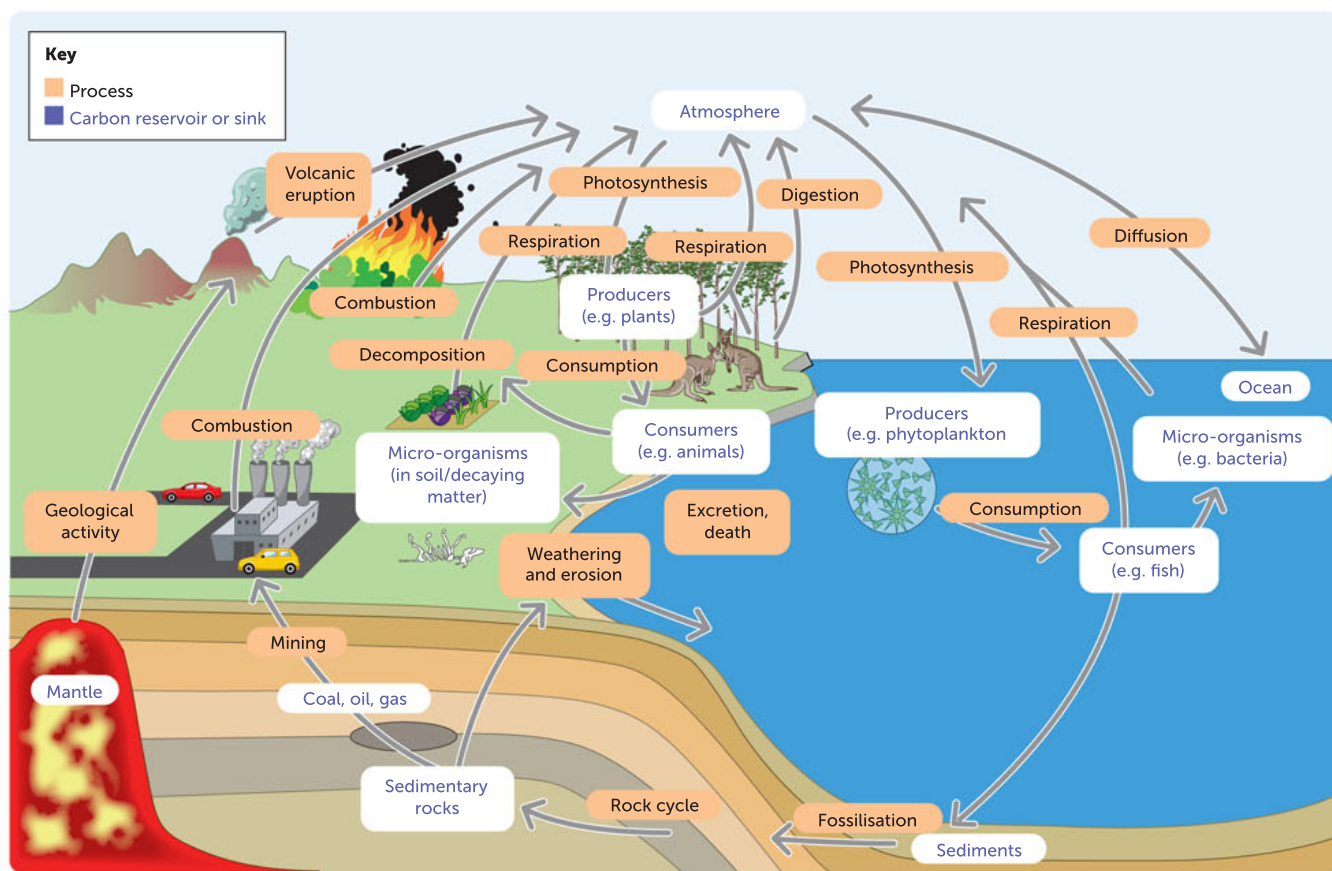 Key
Process
Carbon reservoir or sink
Atmosphere
Volcanic
eruption
Photosynthesis
Digestion
Respiration
Respiration
Diffusion
Photosynthesis
Combustion
Producers
(e.g. plants)
Respiration
Decomposition
Consumption
Ocean
Combustion
Consumers
(e.g. animals)
Producers
(e.g. phytoplankton
Micro-organisms
(e.g. bacteria)
Micro-organisms
(in soil/decaying
matter)
Geological
activity
Excretion,
death
Consumption
Weathering
and erosion
Consumers
(e.g. fish)
Mining
Mantle
Coal, oil, gas
Sedimentary
rocks
Rock cycle
Fossilisation
Sediments